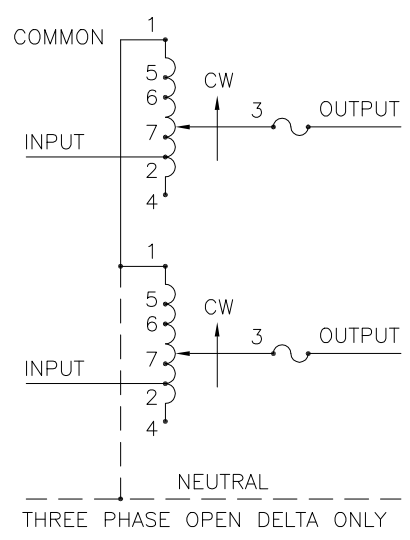 1
COMMON
5
CW
6
3
OUTPUT
7
INPUT
2
4
1
5
CW
6
3
OUTPUT
7
INPUT
2
4
NEUTRAL
THREE PHASE OPEN DELTA ONLY